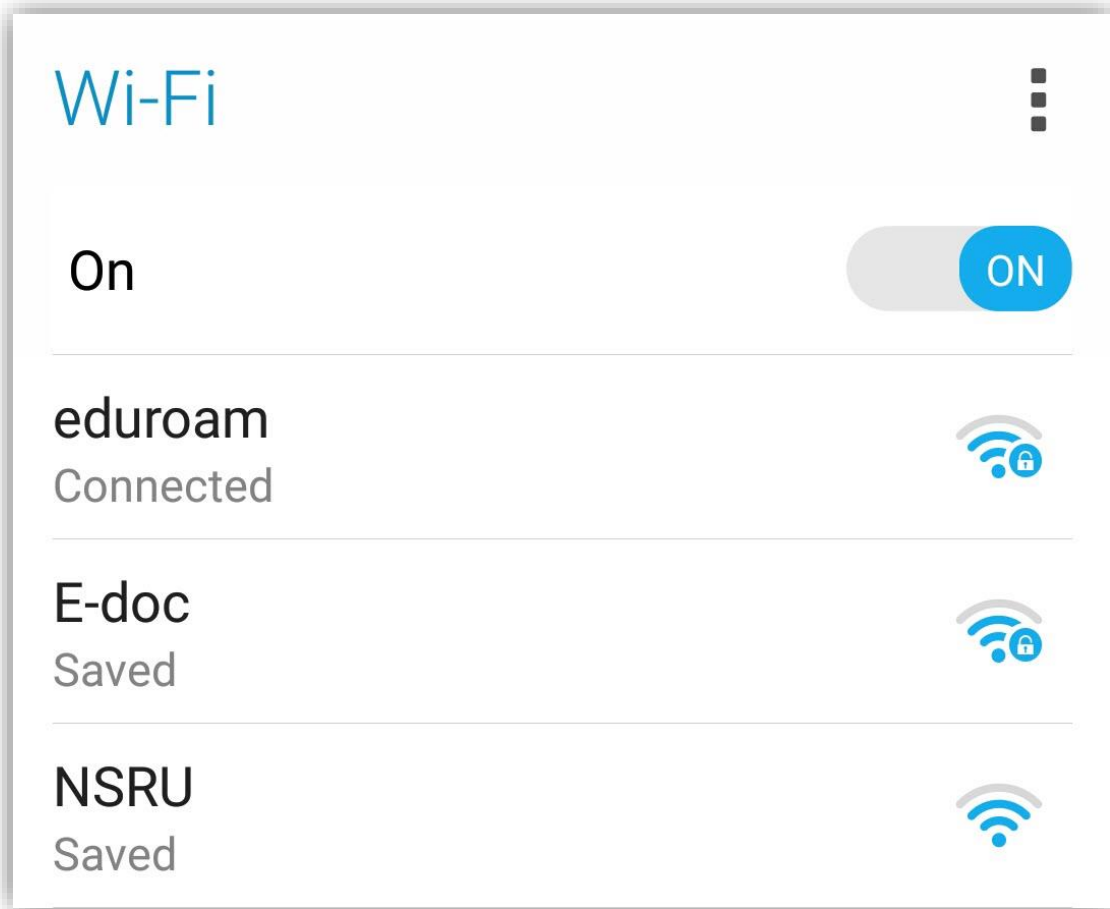 Wi-Fi
On ON
eduroam
Connected
E-doc
Saved
NSRU
Saved